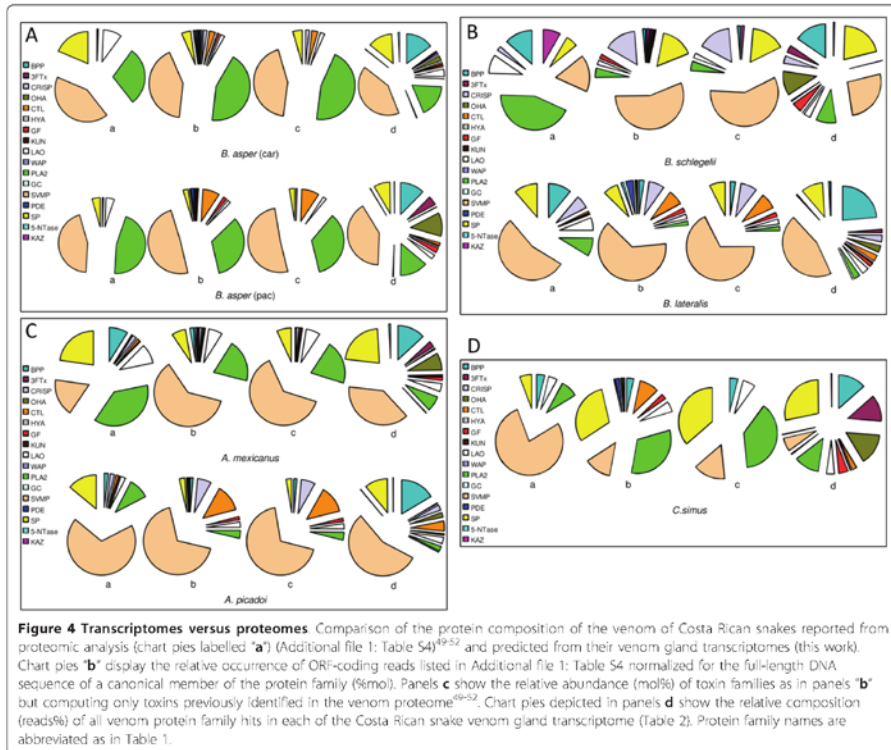 A
BPP
3FTx
CRISP
OHA
CTL
HYA
GF
KUN
LAO
WAP
PLA2
GC
SVMP
PDE
SP
5-NTase
KAZ
a
b
c
d
B. asper (car)
a
b
c
d
B. asper (pac)
B
BPP
3FTx
CRISP
OHA
CTL
HYA
GF
KUN
LAO
WAP
PLA2
GC
SVMP
PDE
SP
5-NTase
KAZ
a
b
c
d
B. schlegelii
a
b
c
d
B. lateralis
C
BPP
3FTx
CRISP
OHA
CTL
HYA
GF
KUN
LAO
WAP
PLA2
GC
SVMP
PDE
SP
5-NTase
KAZ
a
b
c
d
A. mexicanus
a
b
c
d
A. picadoi
D
BPP
3FTx
CRISP
OHA
CTL
HYA
GF
KUN
LAO
WAP
PLA2
GC
SVMP
PDE
SP
5-NTase
KAZ
a
b
c
d
C.simus
Figure 4 Transcriptomes versus proteomes. Comparison of the protein composition of the venom of Costa Rican snakes reported from
proteomic analysis (chart pies labelled "a") (Additional file 1: Table S4)49-52 and predicted from their venom gland transcriptomes (this work).
Chart pies "b" display the relative occurrence of ORF-coding reads listed in Additional file 1: Table S4 normalized for the full-length DNA
sequence of a canonical member of the protein family (%mol). Panels c show the relative abundance (mol%) of toxin families as in panels "b"
but computing only toxins previously identified in the venom proteome49-52. Chart pies depicted in panels d show the relative composition
(reads%) of all venom protein family hits in each of the Costa Rican snake venom gland transcriptome (Table 2). Protein family names are
abbreviated as in Table 1.